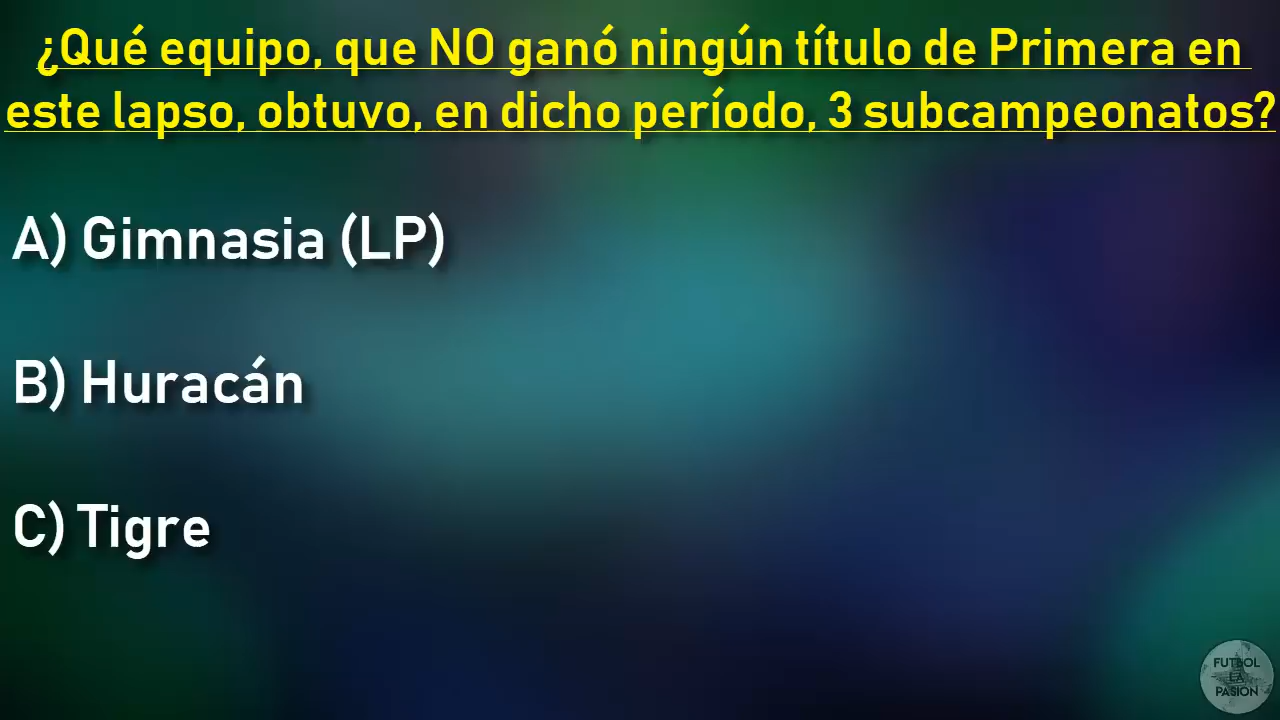 ¿Qué equipo, que NO ganó ningún título de Primera en
este lapso, obtuvo, en dicho período, 3 subcampeonatos?
A) Gimnasia (LP)
B) Huracán
C) Tigre
FUTBOL
LA
PASION